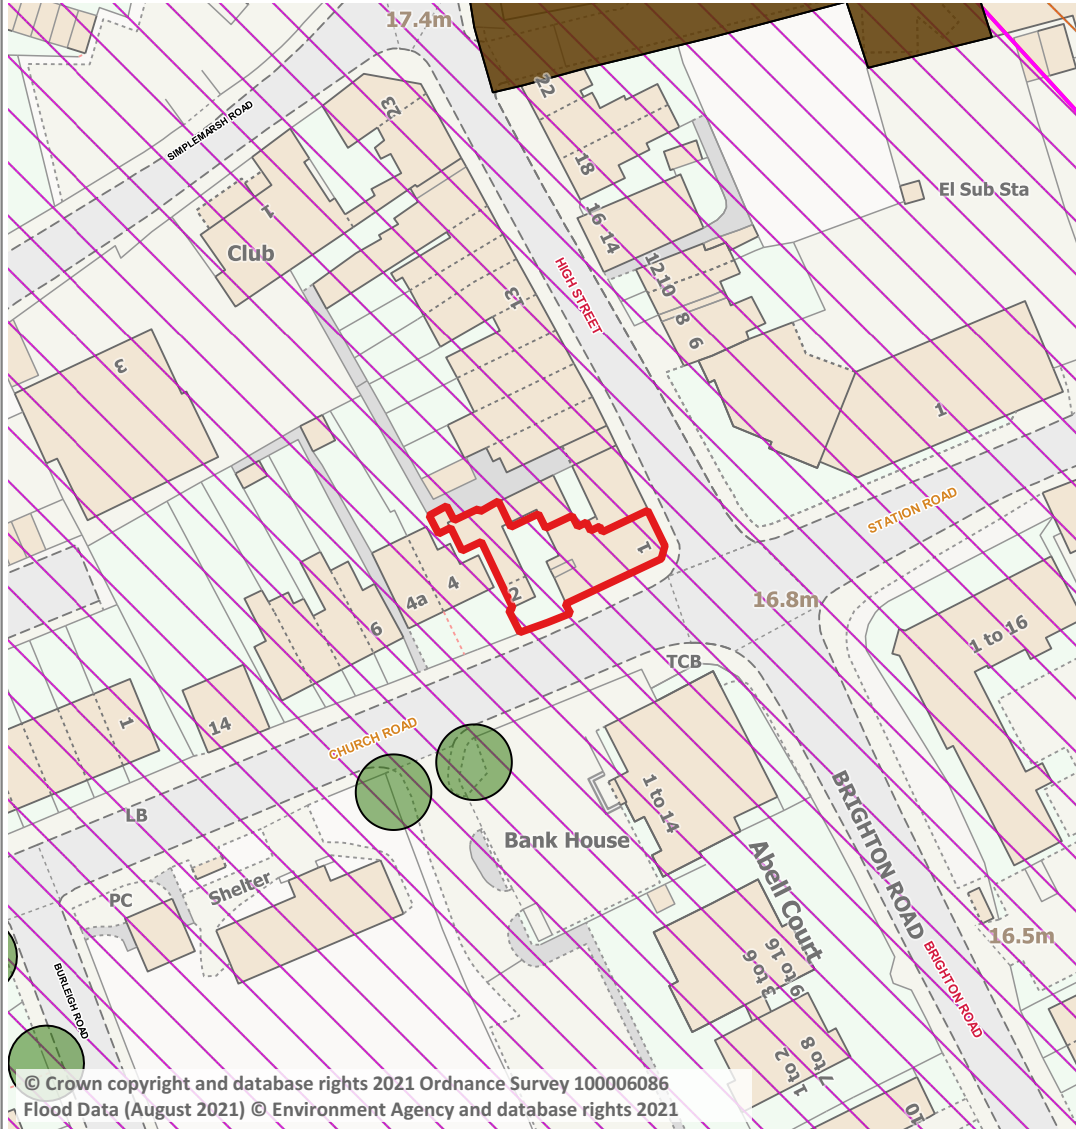 17.4m
SIMPLEMARSH ROAD
23
22
18
16
14
12
10
8
6
El Sub Sta
1
Club
HIGH STREET
13
3
1
STATION ROAD
1
2
4
4a
6
16.8m
1 to 16
TCB
14
1
CHURCH ROAD
LB
1 to 14
Bank House
BRIGHTON ROAD
Abell Court
PC
Shelter
BURLEIGH ROAD
3 to 6
9 to 16
16.5m
BRIGHTON ROAD
1 to 2
7 to 8
10
© Crown copyright and database rights 2021 Ordnance Survey 100006086
Flood Data (August 2021) © Environment Agency and database rights 2021